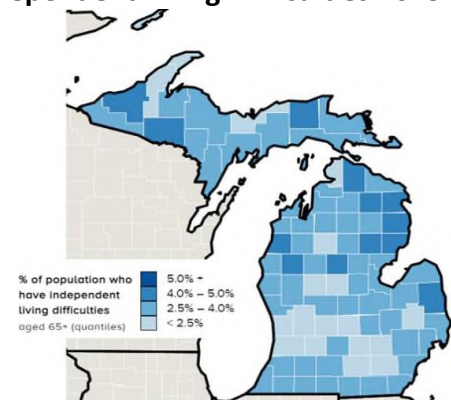 % of population who
have independent
living difficulties
aged 65+ (quantiles)
5.0% +
4.0% – 5.0%
2.5% – 4.0%
< 2.5%